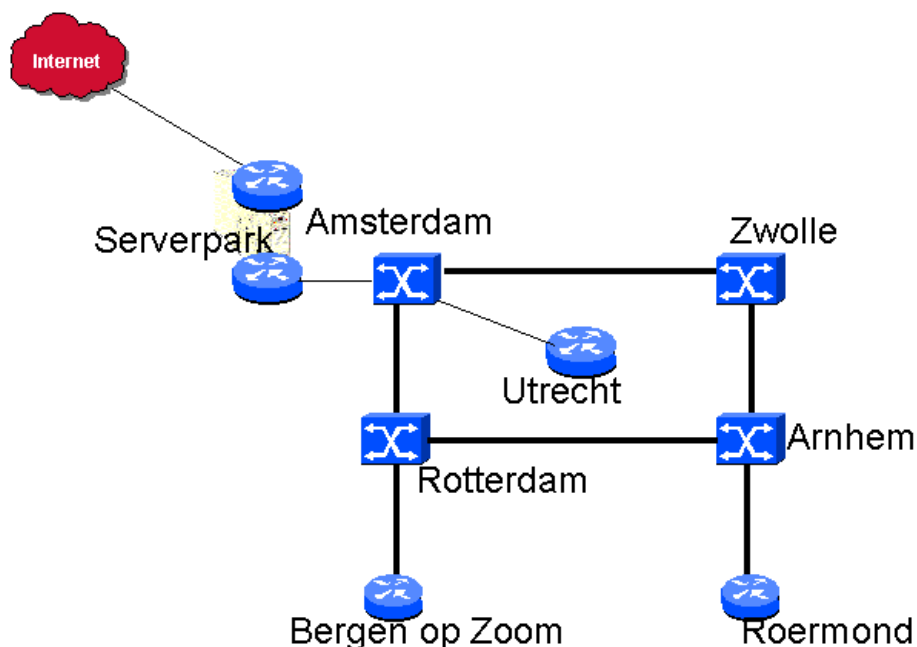 Internet
Amsterdam
Serverpark
Zwolle
Utrecht
Arnhem
Rotterdam
Bergen op Zoom
Roermond